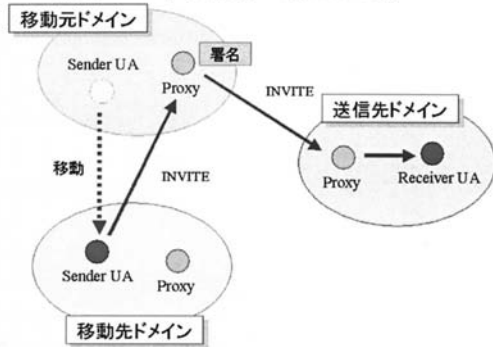 移動元ドメイン
署名
Sender UA
Proxy
INVITE
送信先ドメイン
移動
INVITE
Proxy
Receiver UA
Sender UA
Proxy
移動先ドメイン